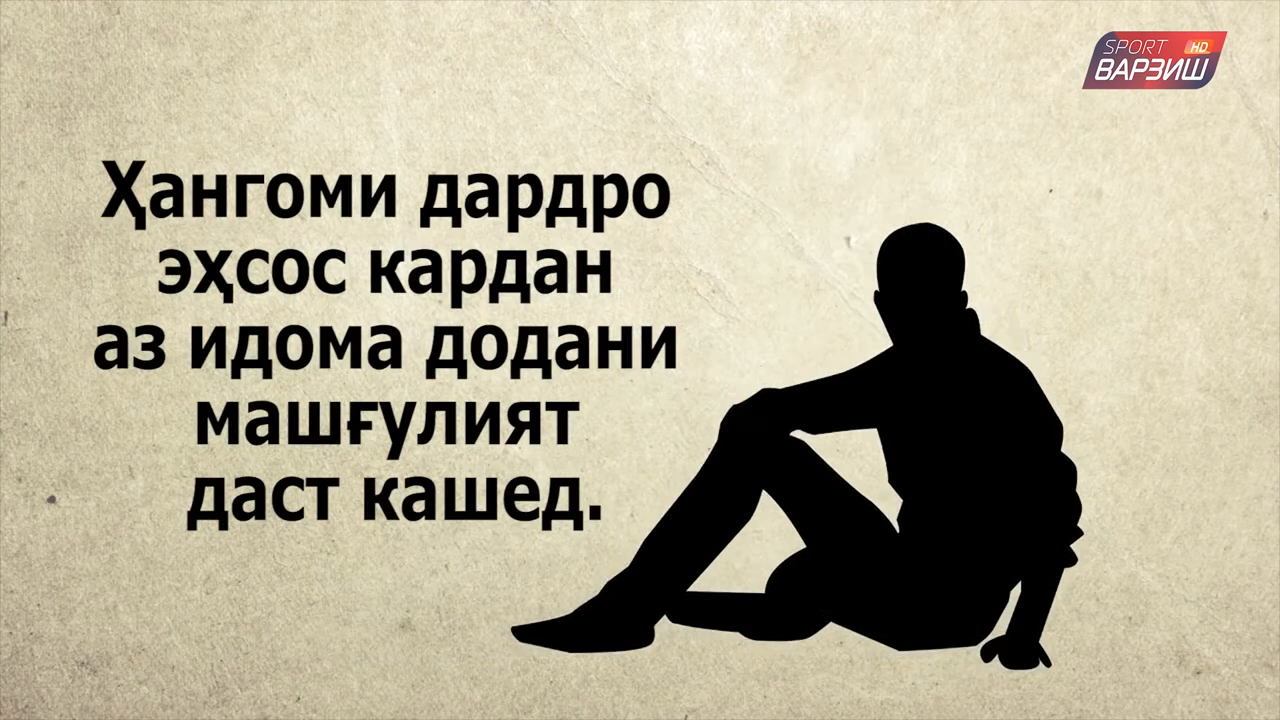 SPORT HD
ВАРЗИШ
Ҳангоми дардро
эҳсос кардан
аз идома додани
машғулият
даст кашед.